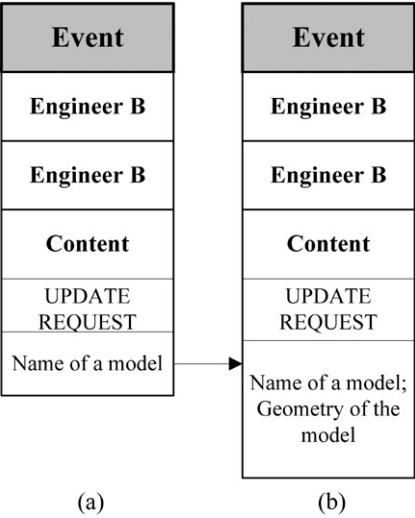 Event
Engineer B
Engineer B
Content
UPDATE
REQUEST
Name of a model
(a)
Event
Engineer B
Engineer B
Content
UPDATE
REQUEST
Name of a model;
Geometry of the
model
(b)